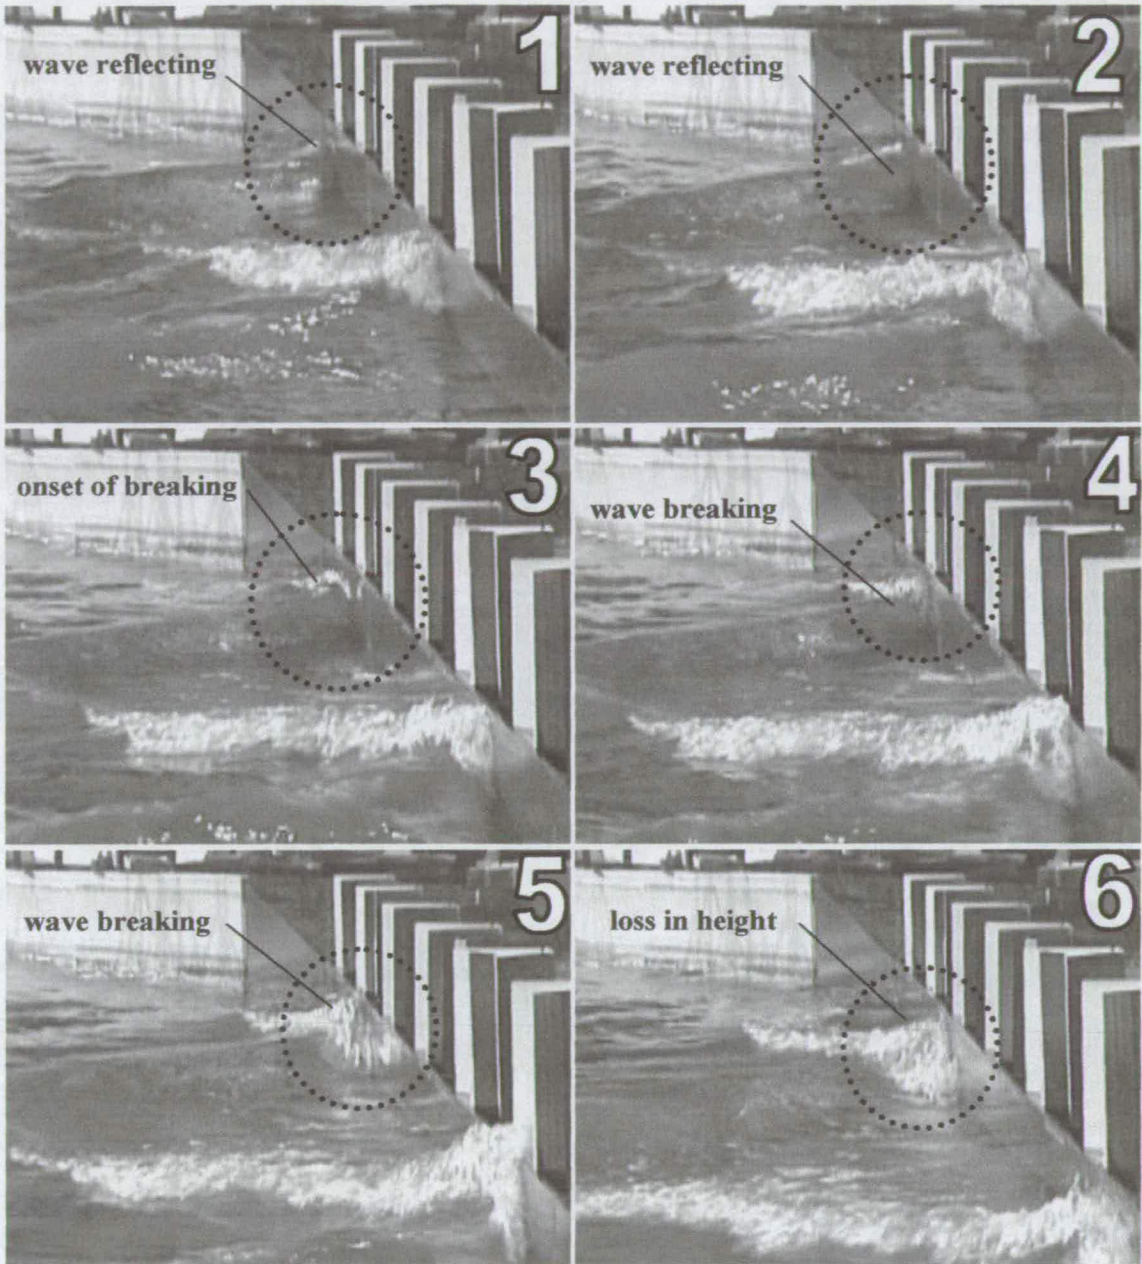 wave reflecting
1
wave reflecting
2
onset of breaking
3
wave breaking
4
wave breaking
5
loss in height
6